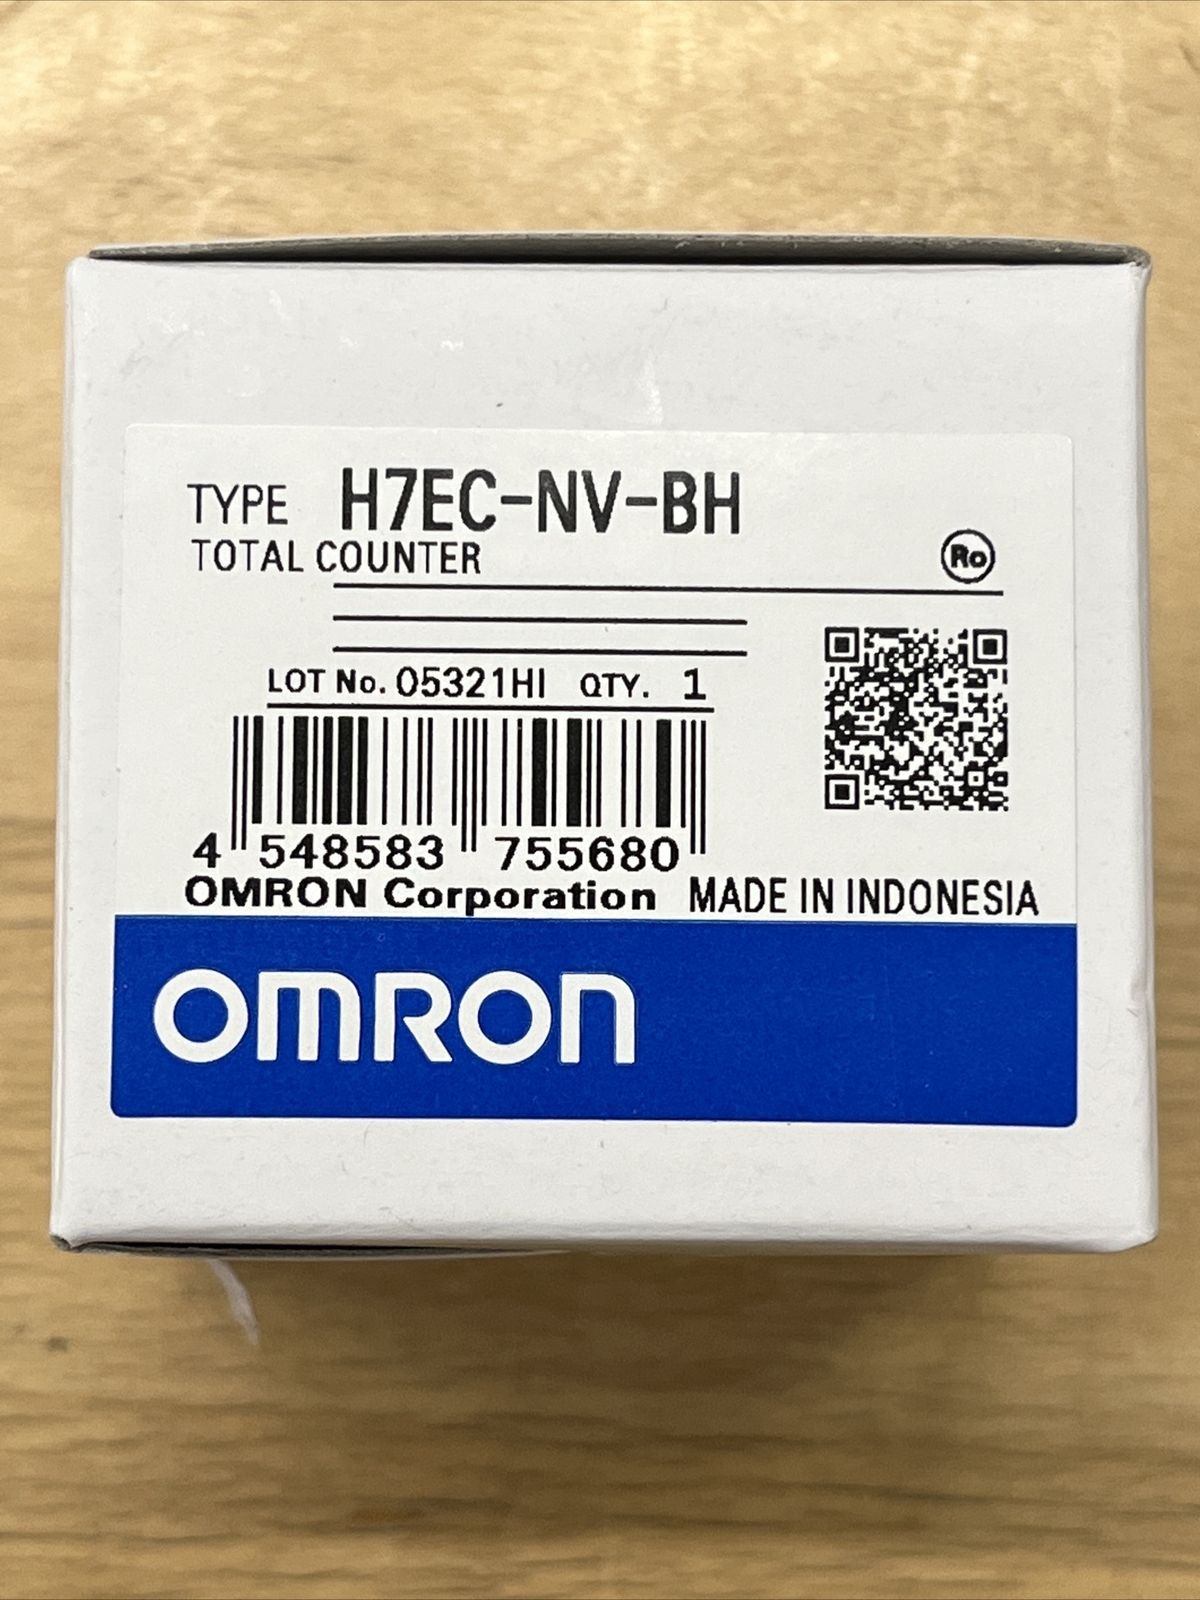 TYPE H7EC-NV-BH
TOTAL COUNTER
Ro
LOT No. 05321HI QTY. 1
4 548583 755680
OMRON Corporation MADE IN INDONESIA
OMRON